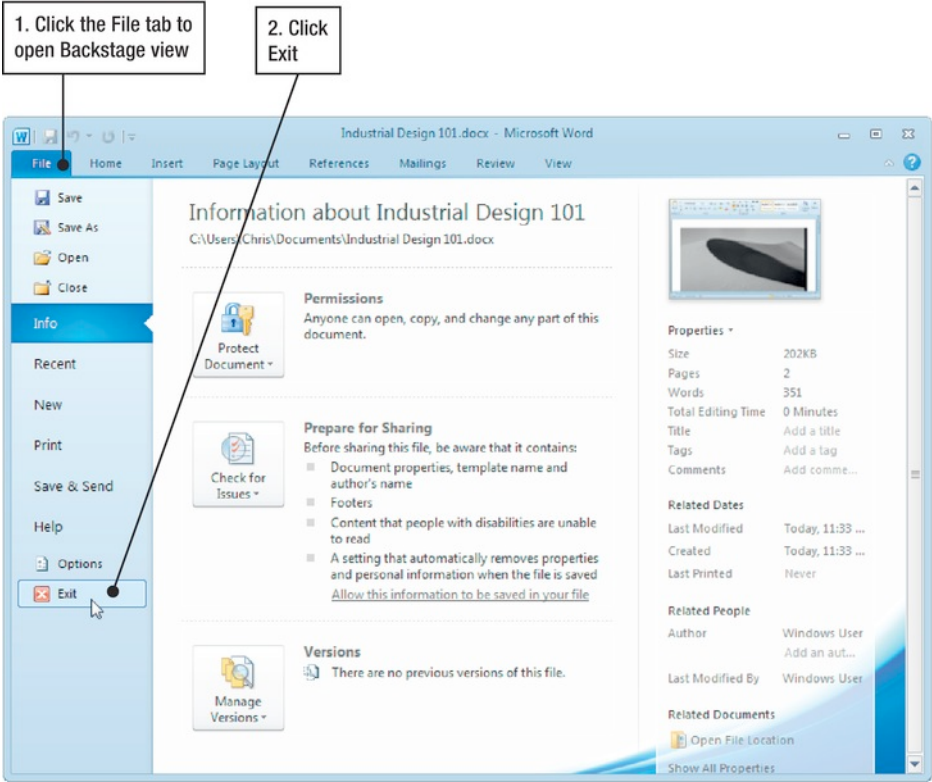 1. Click the File tab to
open Backstage view
2. Click
Exit
W
Industrial Design 101.docx - Microsoft Word
File Home Insert Page Layout References Mailings Review View
Save
Save As
Open
Close
Info
Recent
New
Print
Save & Send
Help
Options
Exit
Information about Industrial Design 101
C:\Users\Chris\Documents\Industrial Design 101.docx
Protect
Document
Permissions
Anyone can open, copy, and change any part of this
document.
Check for
Issues
Prepare for Sharing
Before sharing this file, be aware that it contains:
Document properties, template name and
author's name
Footers
Content that people with disabilities are unable
to read
A setting that automatically removes properties
and personal information when the file is saved
Allow this information to be saved in your file
Manage
Versions
Versions
There are no previous versions of this file.
Properties
Size 202KB
Pages 2
Words 351
Total Editing Time 0 Minutes
Title Add a title
Tags Add a tag
Comments Add comme...
Related Dates
Last Modified Today, 11:33 ...
Created Today, 11:33 ...
Last Printed Never
Related People
Author Windows User
Add an aut...
Last Modified By Windows User
Related Documents
Open File Location
Show All Properties